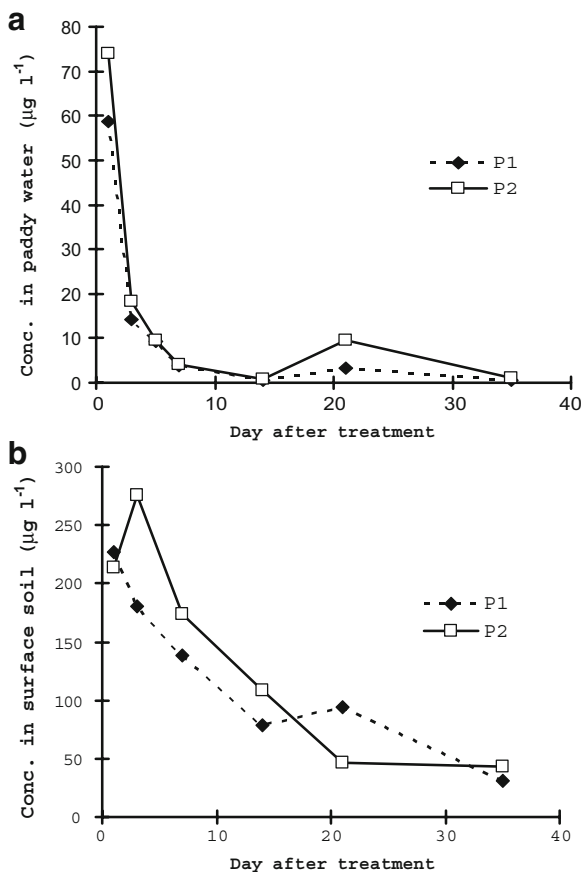 a
Conc. in paddy water (µg l⁻¹)
80
70
60
50
40
30
20
10
0
P1
P2
0 10 20 30 40
Day after treatment
b
Conc. in surface soil (µg l⁻¹)
300
250
200
150
100
50
0
P1
P2
0 10 20 30 40
Day after treatment